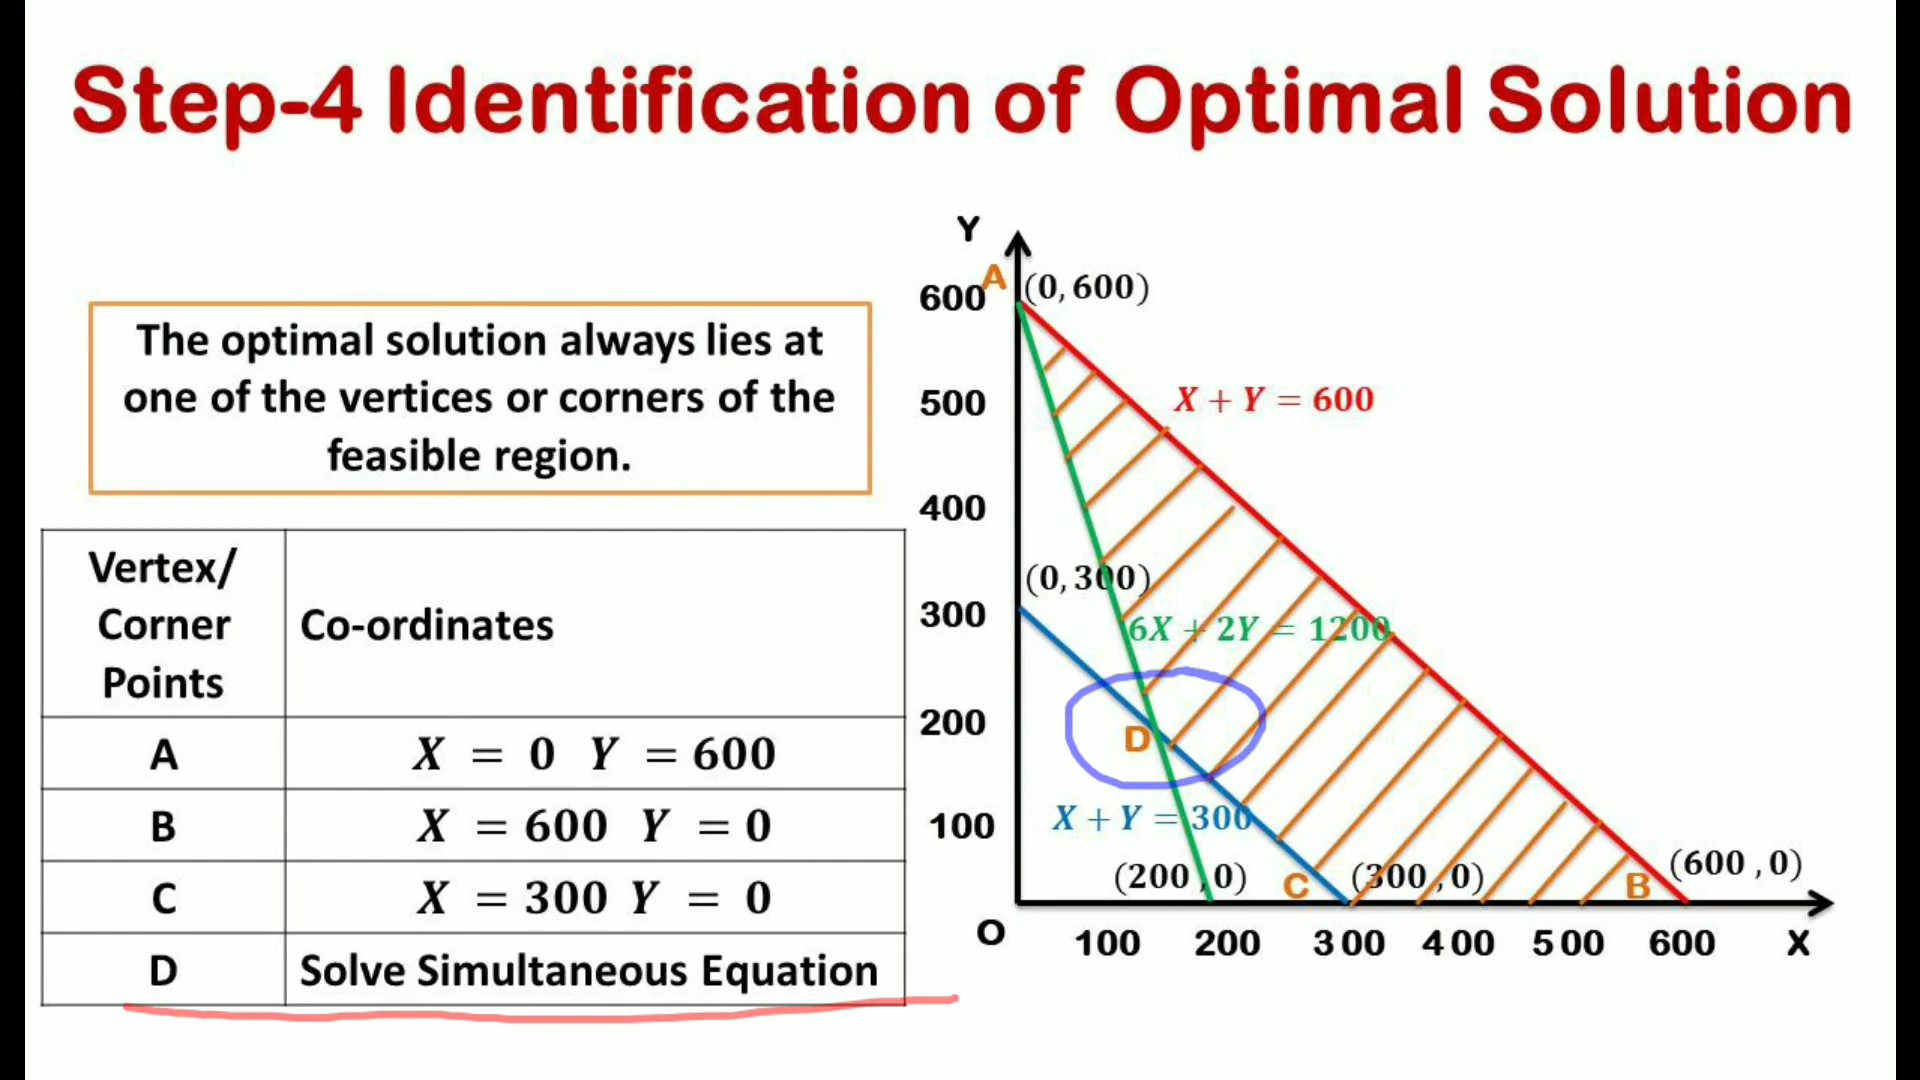 Step-4 Identification of Optimal Solution
The optimal solution always lies at
one of the vertices or corners of the
feasible region.
Vertex/
Corner
Points
Co-ordinates
A
X = 0 Y = 600
B
X = 600 Y = 0
C
X = 300 Y = 0
D
Solve Simultaneous Equation
Y
A
(0, 600)
600
500
X + Y = 600
400
(0, 300)
300
6X + 2Y = 1200
200
D
100
X + Y = 300
(200 , 0)
C
(300 , 0)
B
(600 , 0)
O
100 200 300 400 500 600 X